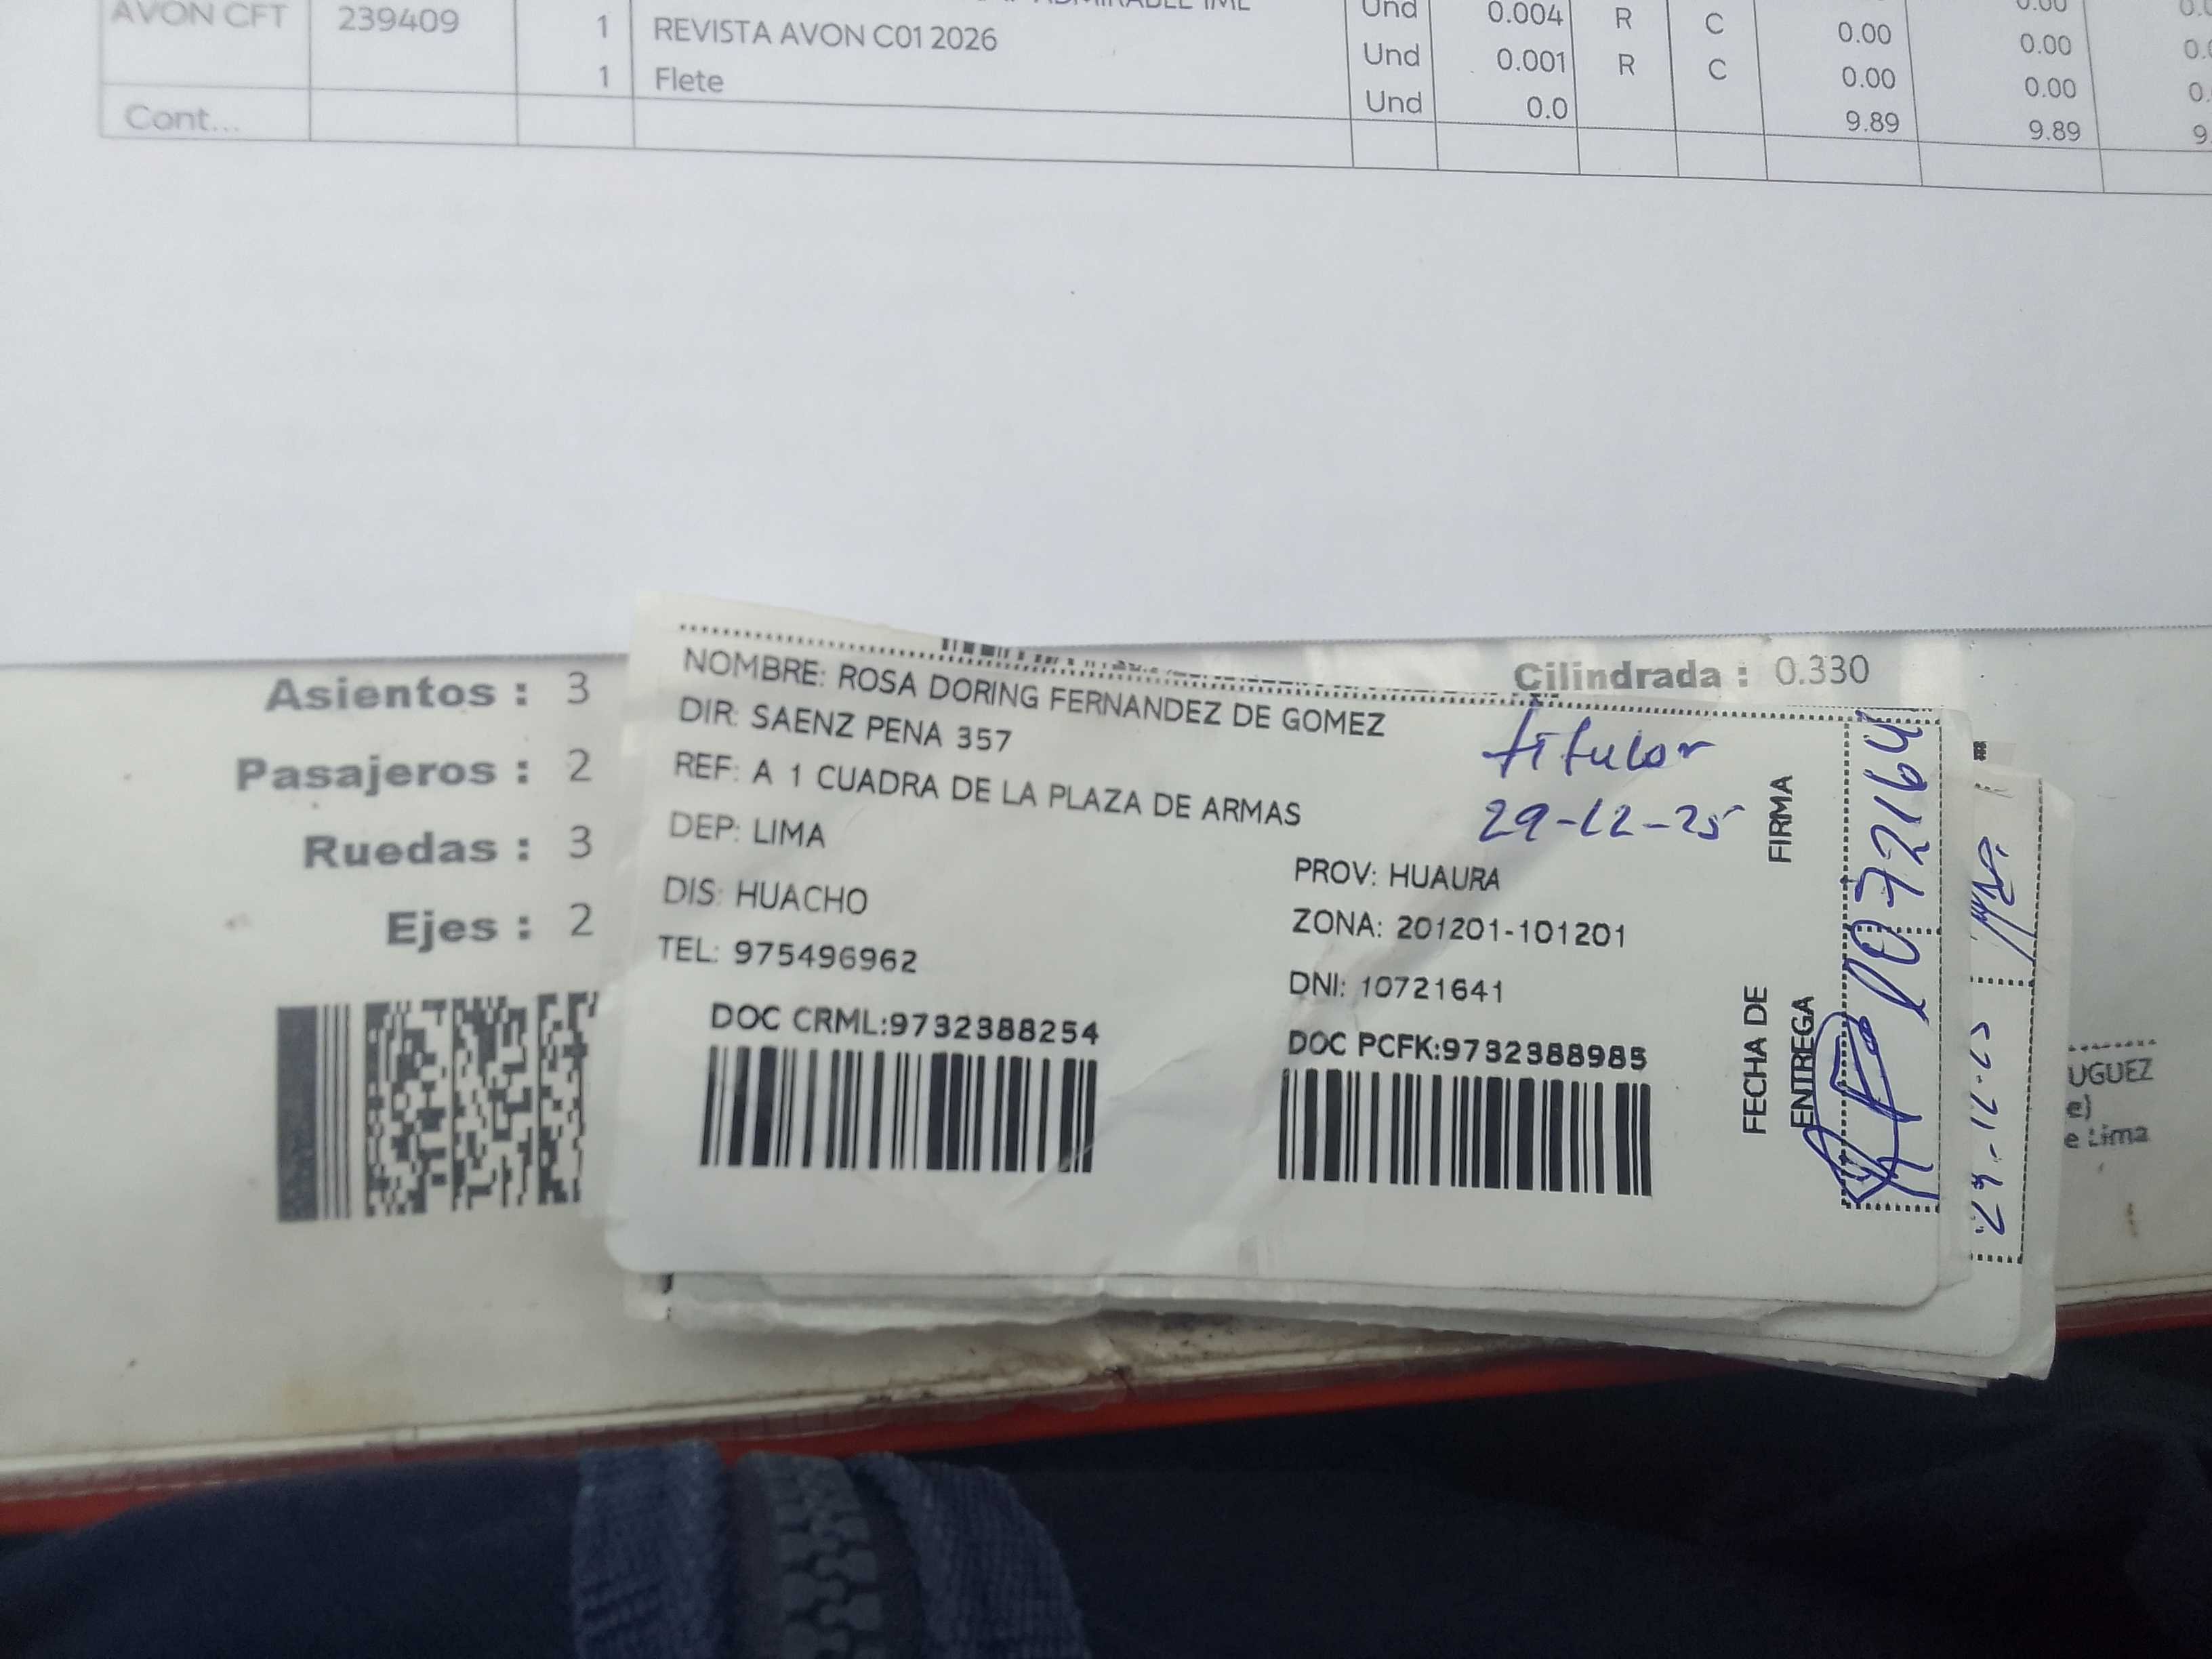 AVON CFT 239409 1 REVISTA AVON C01 2026 Und 0.004 R C 0.00 0.00
1 Flete Und 0.001 R C 0.00 0.00
Cont... Und 0.0 9.89 9.89
Asientos : 3
Pasajeros : 2
Ruedas : 3
Ejes : 2
Cilindrada : 0.330
NOMBRE: ROSA DORING FERNANDEZ DE GOMEZ
DIR: SAENZ PENA 357
REF: A 1 CUADRA DE LA PLAZA DE ARMAS
DEP: LIMA
PROV: HUAURA
DIS: HUACHO
ZONA: 201201-101201
TEL: 975496962
DNI: 10721641
DOC CRML:9732388254
DOC PCFK:9732388985
titular
29-12-25
FIRMA
FECHA DE
ENTREGA
10721641
29-12-25
UGUEZ
e)
e Lima